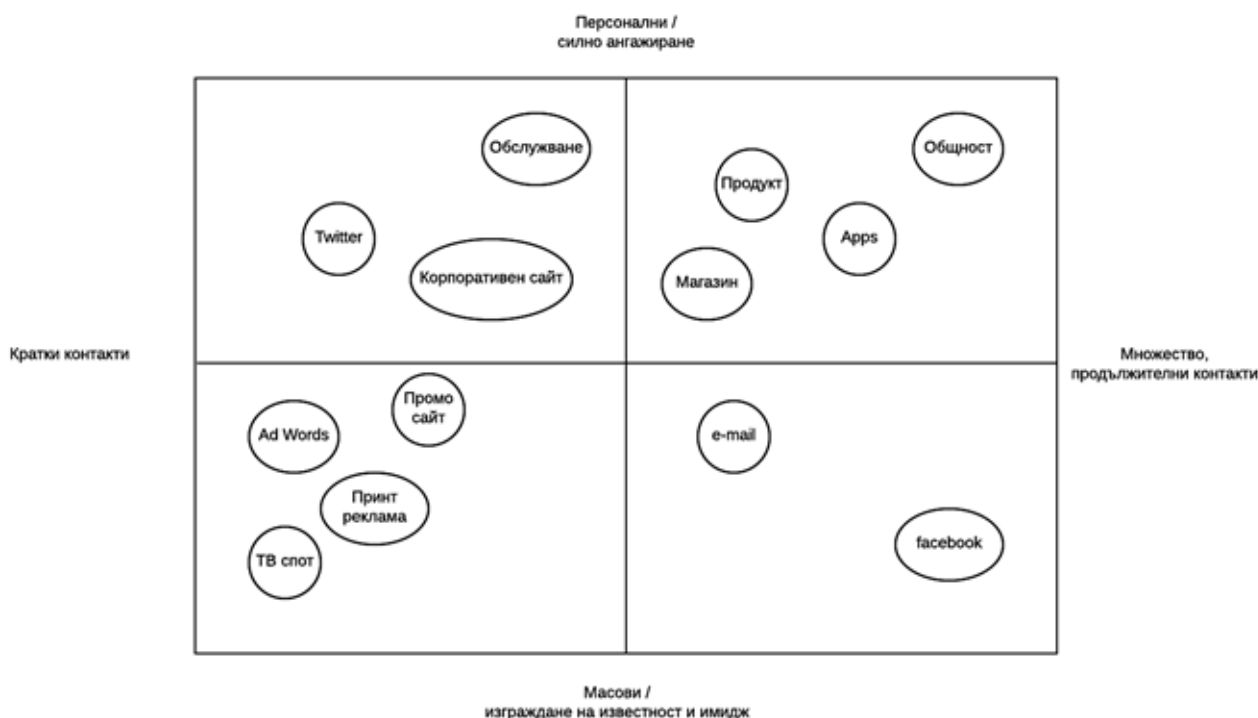 Персонални /
силно ангажиране
Обслужване
Общност
Продукт
Twitter
Apps
Корпоративен сайт
Магазин
Кратки контакти
Множество,
продължителни контакти
Промо
сайт
Ad Words
e-mail
Принт
реклама
facebook
ТВ спот
Масови /
изграждане на известност и имидж